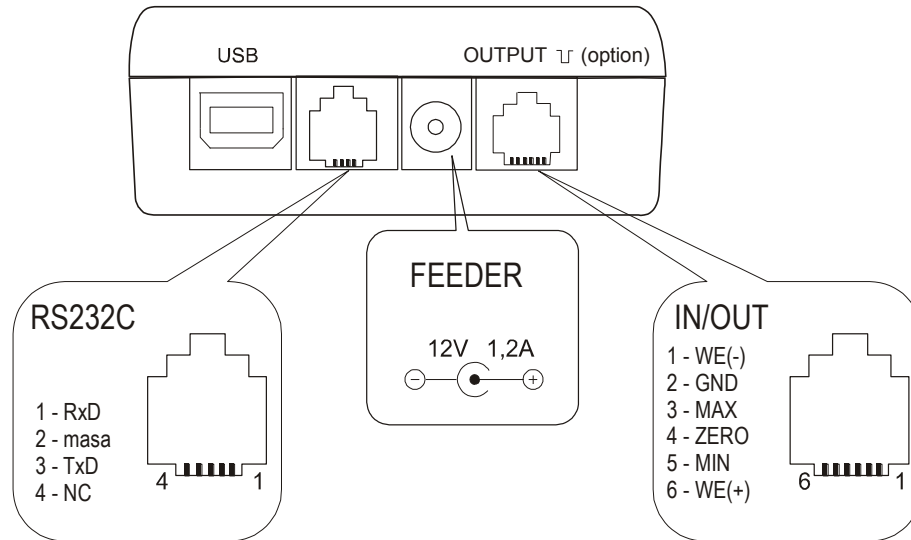 USB
OUTPUT (option)
RS232C
1 - RxD
2 - masa
3 - TxD
4 - NC
4 1
FEEDER
12V 1,2A
− +
IN/OUT
1 - WE(-)
2 - GND
3 - MAX
4 - ZERO
5 - MIN
6 - WE(+)
6 1